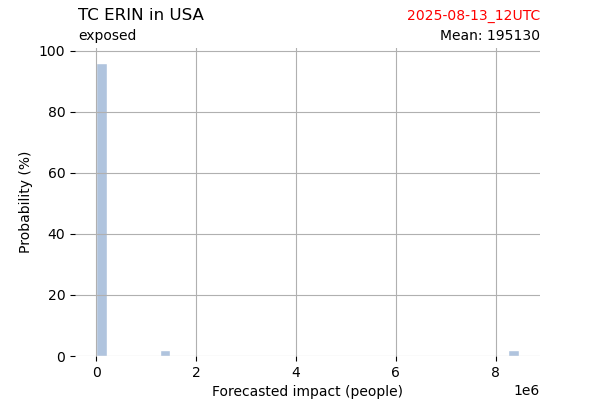 TC ERIN in USA
2025-08-13_12UTC
exposed
Mean: 195130
100
80
60
40
20
0
Probability (%)
0 2 4 6 8
1e6
Forecasted impact (people)